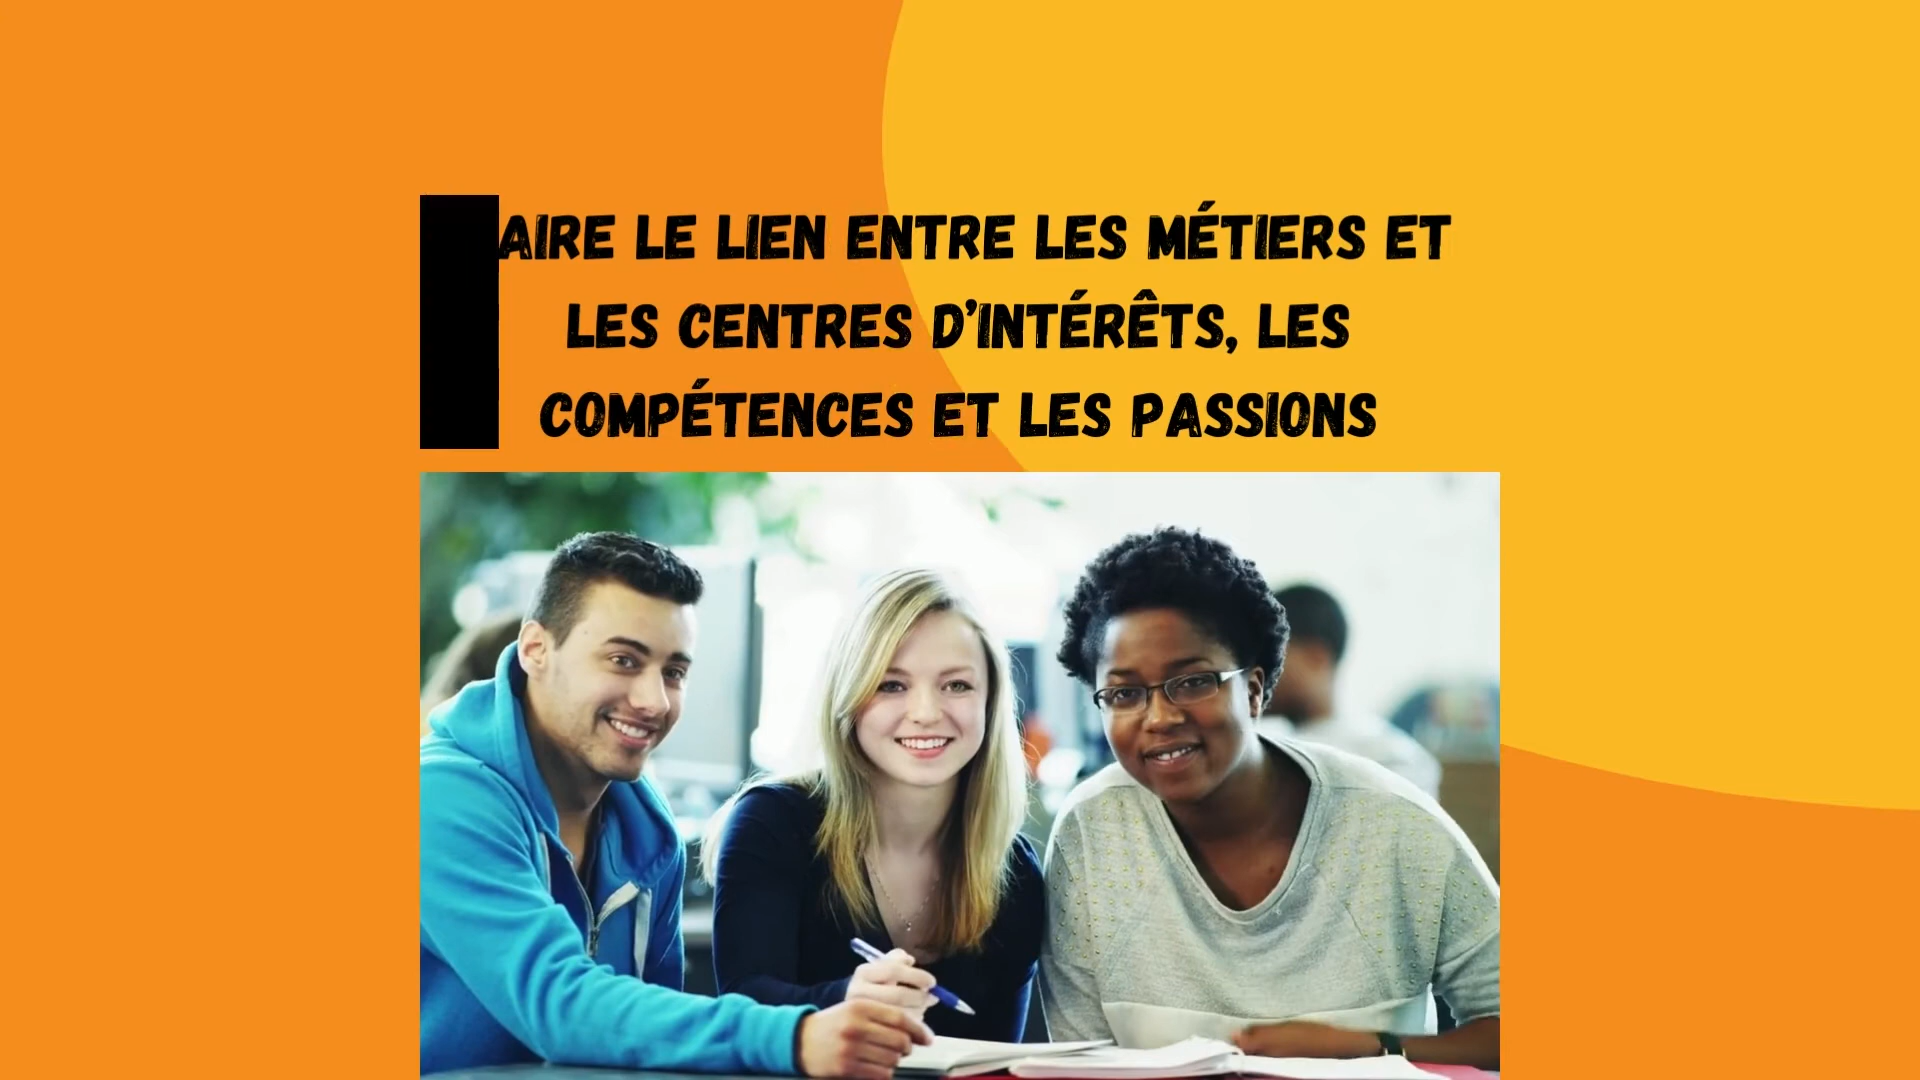 AIRE LE LIEN ENTRE LES MÉTIERS ET
LES CENTRES D’INTÉRÊTS, LES
COMPÉTENCES ET LES PASSIONS